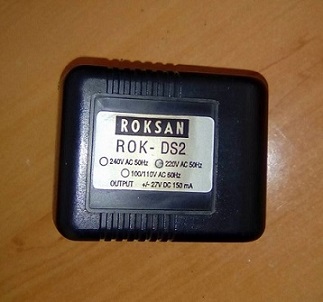 ROKSAN
ROK- DS2
240V AC 50Hz 220V AC 50Hz
100/110V AC 60Hz
OUTPUT +/- 27V DC 150 mA